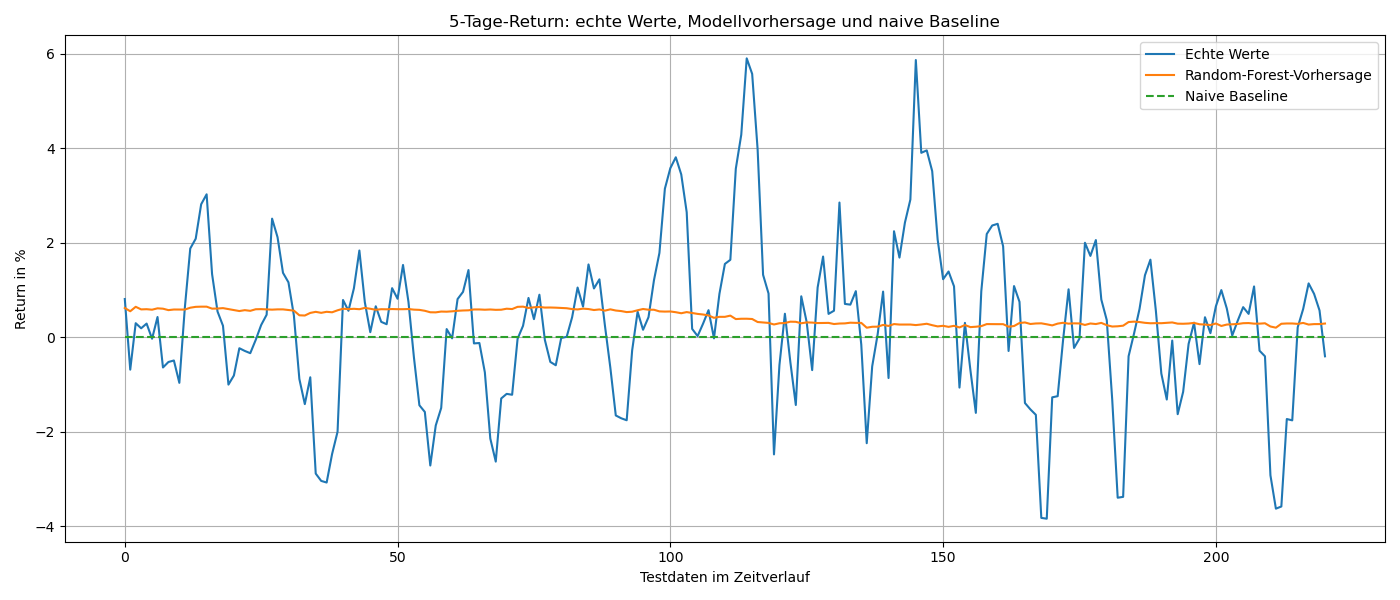 5-Tage-Return: echte Werte, Modellvorhersage und naive Baseline
Echte Werte
Random-Forest-Vorhersage
Naive Baseline
Return in %
6
4
2
0
−2
−4
0 50 100 150 200
Testdaten im Zeitverlauf